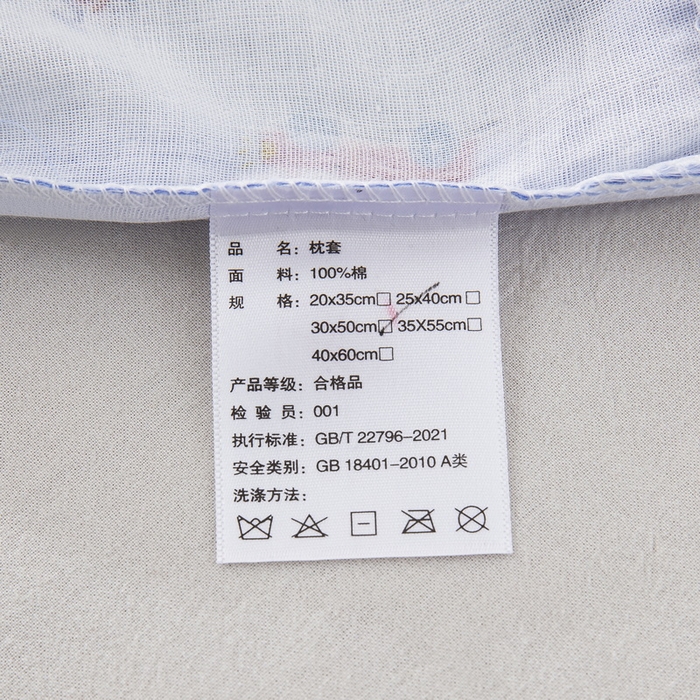 品 名：枕套
面 料：100%棉
规 格：20x35cm□ 25x40cm□
30x50cm□ 35X55cm□
40x60cm□
产品等级：合格品
检 验 员：001
执行标准：GB/T 22796-2021
安全类别：GB 18401-2010 A类
洗涤方法：